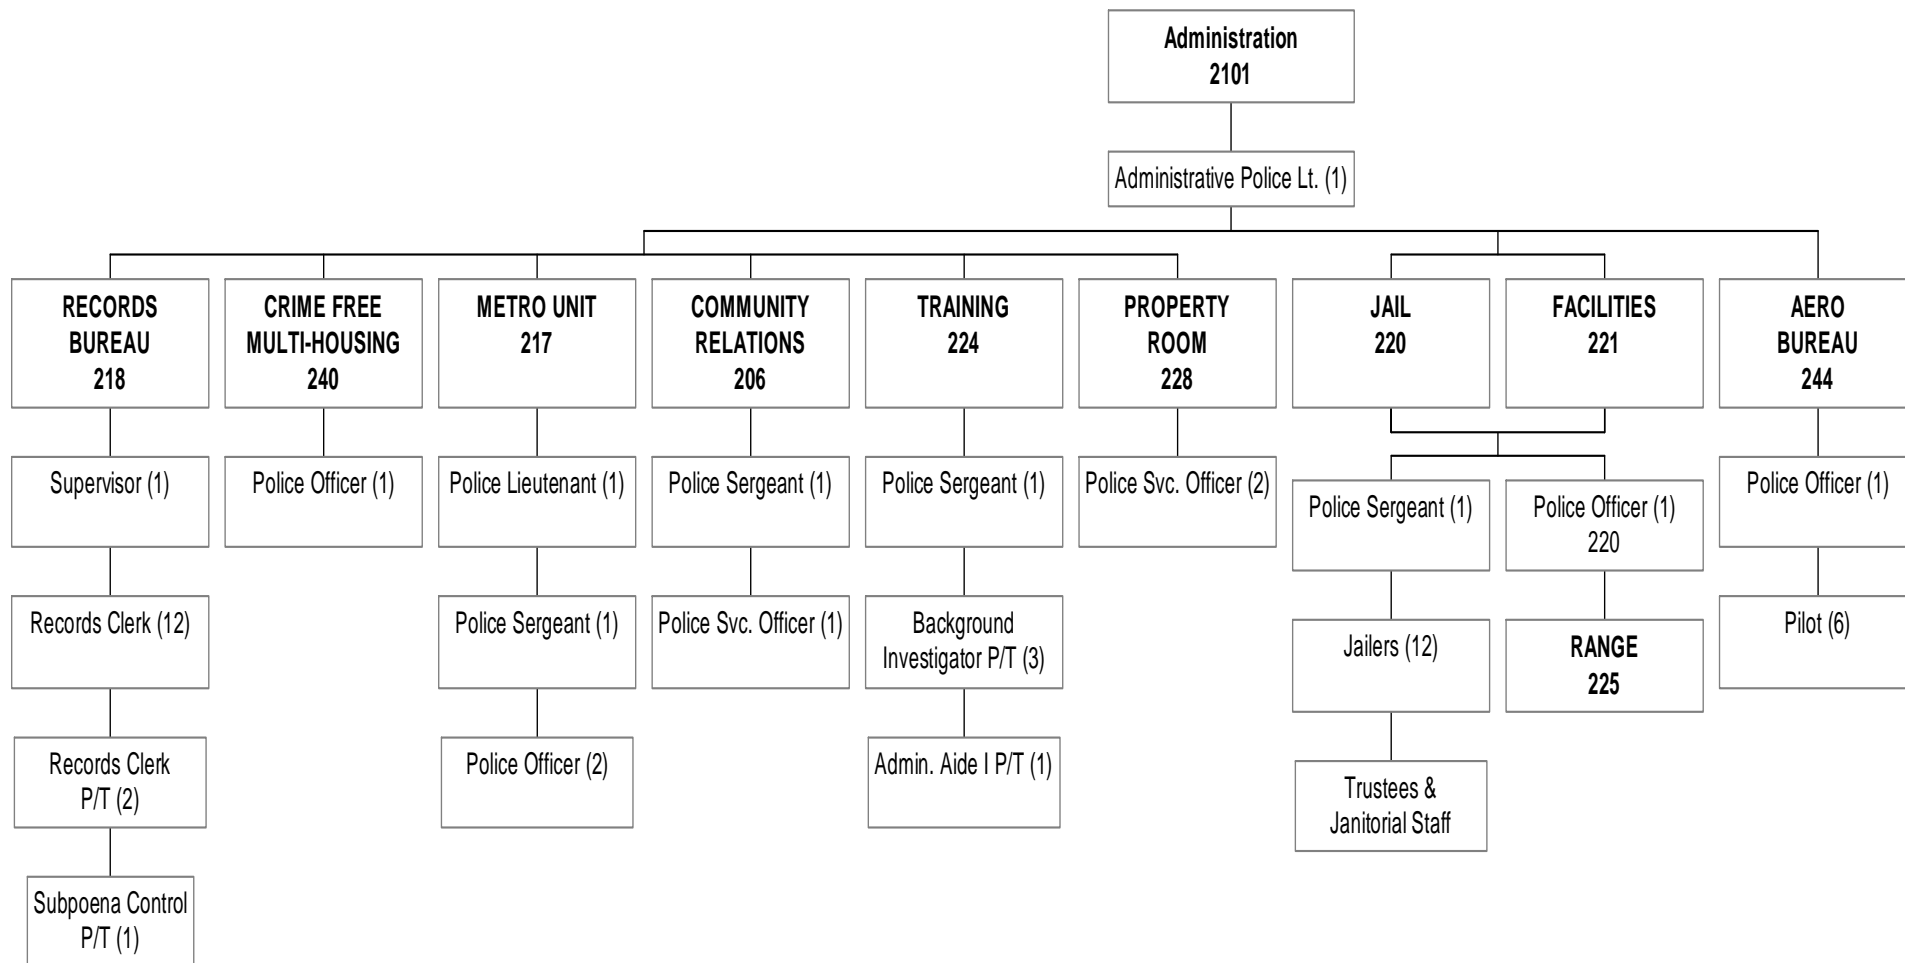 Administration
2101
Administrative Police Lt. (1)
RECORDS
BUREAU
218
CRIME FREE
MULTI-HOUSING
240
METRO UNIT
217
COMMUNITY
RELATIONS
206
TRAINING
224
PROPERTY
ROOM
228
JAIL
220
FACILITIES
221
AERO
BUREAU
244
Supervisor (1)
Police Officer (1)
Police Lieutenant (1)
Police Sergeant (1)
Police Sergeant (1)
Police Svc. Officer (2)
Police Sergeant (1)
Police Officer (1)
220
Police Officer (1)
Records Clerk (12)
Police Sergeant (1)
Police Svc. Officer (1)
Background
Investigator P/T (3)
Jailers (12)
RANGE
225
Pilot (6)
Records Clerk
P/T (2)
Police Officer (2)
Admin. Aide I P/T (1)
Trustees &
Janitorial Staff
Subpoena Control
P/T (1)